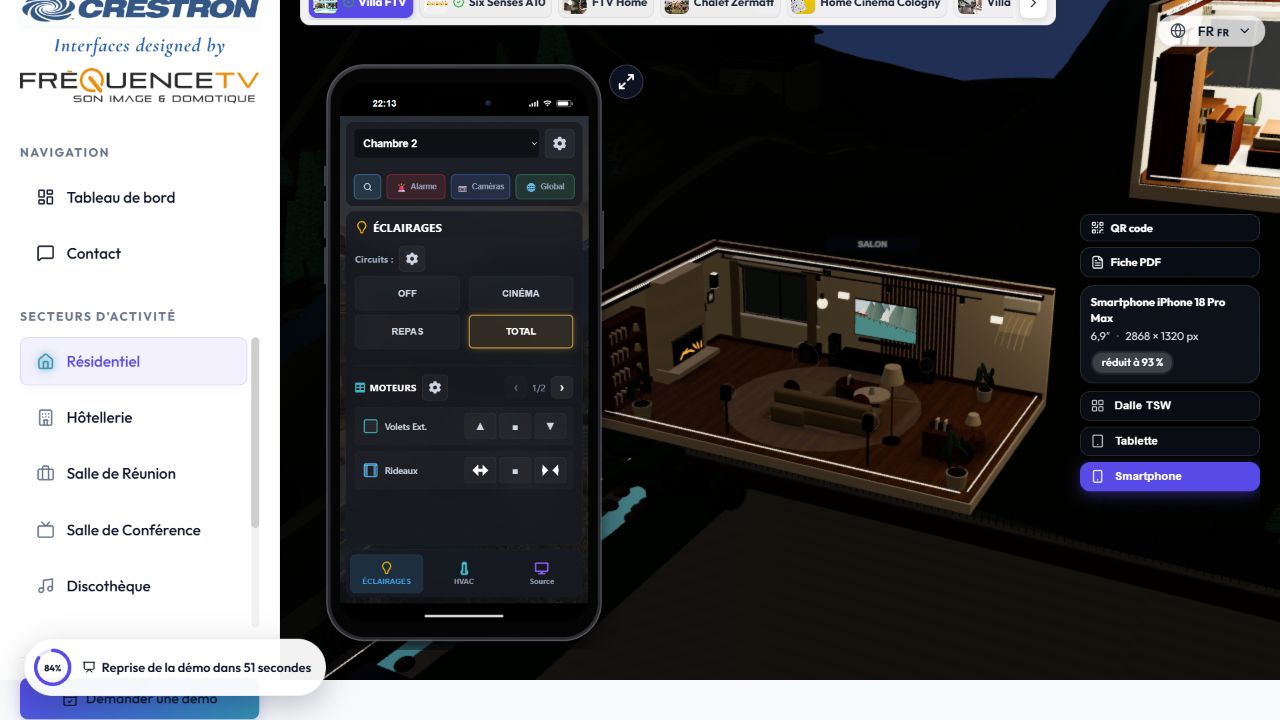 CRESTRON
Interfaces designed by
FRÉQUENCETV
SON IMAGE & DOMOTIQUE
NAVIGATION
Tableau de bord
Contact
SECTEURS D'ACTIVITÉ
Résidentiel
Hôtellerie
Salle de Réunion
Salle de Conférence
Discothèque
84%
Reprise de la démo dans 51 secondes
Demander une démo
Villa FTV
Six Senses A10
FTV Home
Chalet Zermatt
Home Cinema Cologny
Villa
FR FR
22:13
Chambre 2
Alarme
Caméras
Global
ÉCLAIRAGES
Circuits :
OFF
CINÉMA
REPAS
TOTAL
MOTEURS
1/2
Volets Ext.
Rideaux
ÉCLAIRAGES
HVAC
Source
SALON
QR code
Fiche PDF
Smartphone iPhone 18 Pro
Max
6,9" · 2868 × 1320 px
réduit à 93 %
Dalle TSW
Tablette
Smartphone